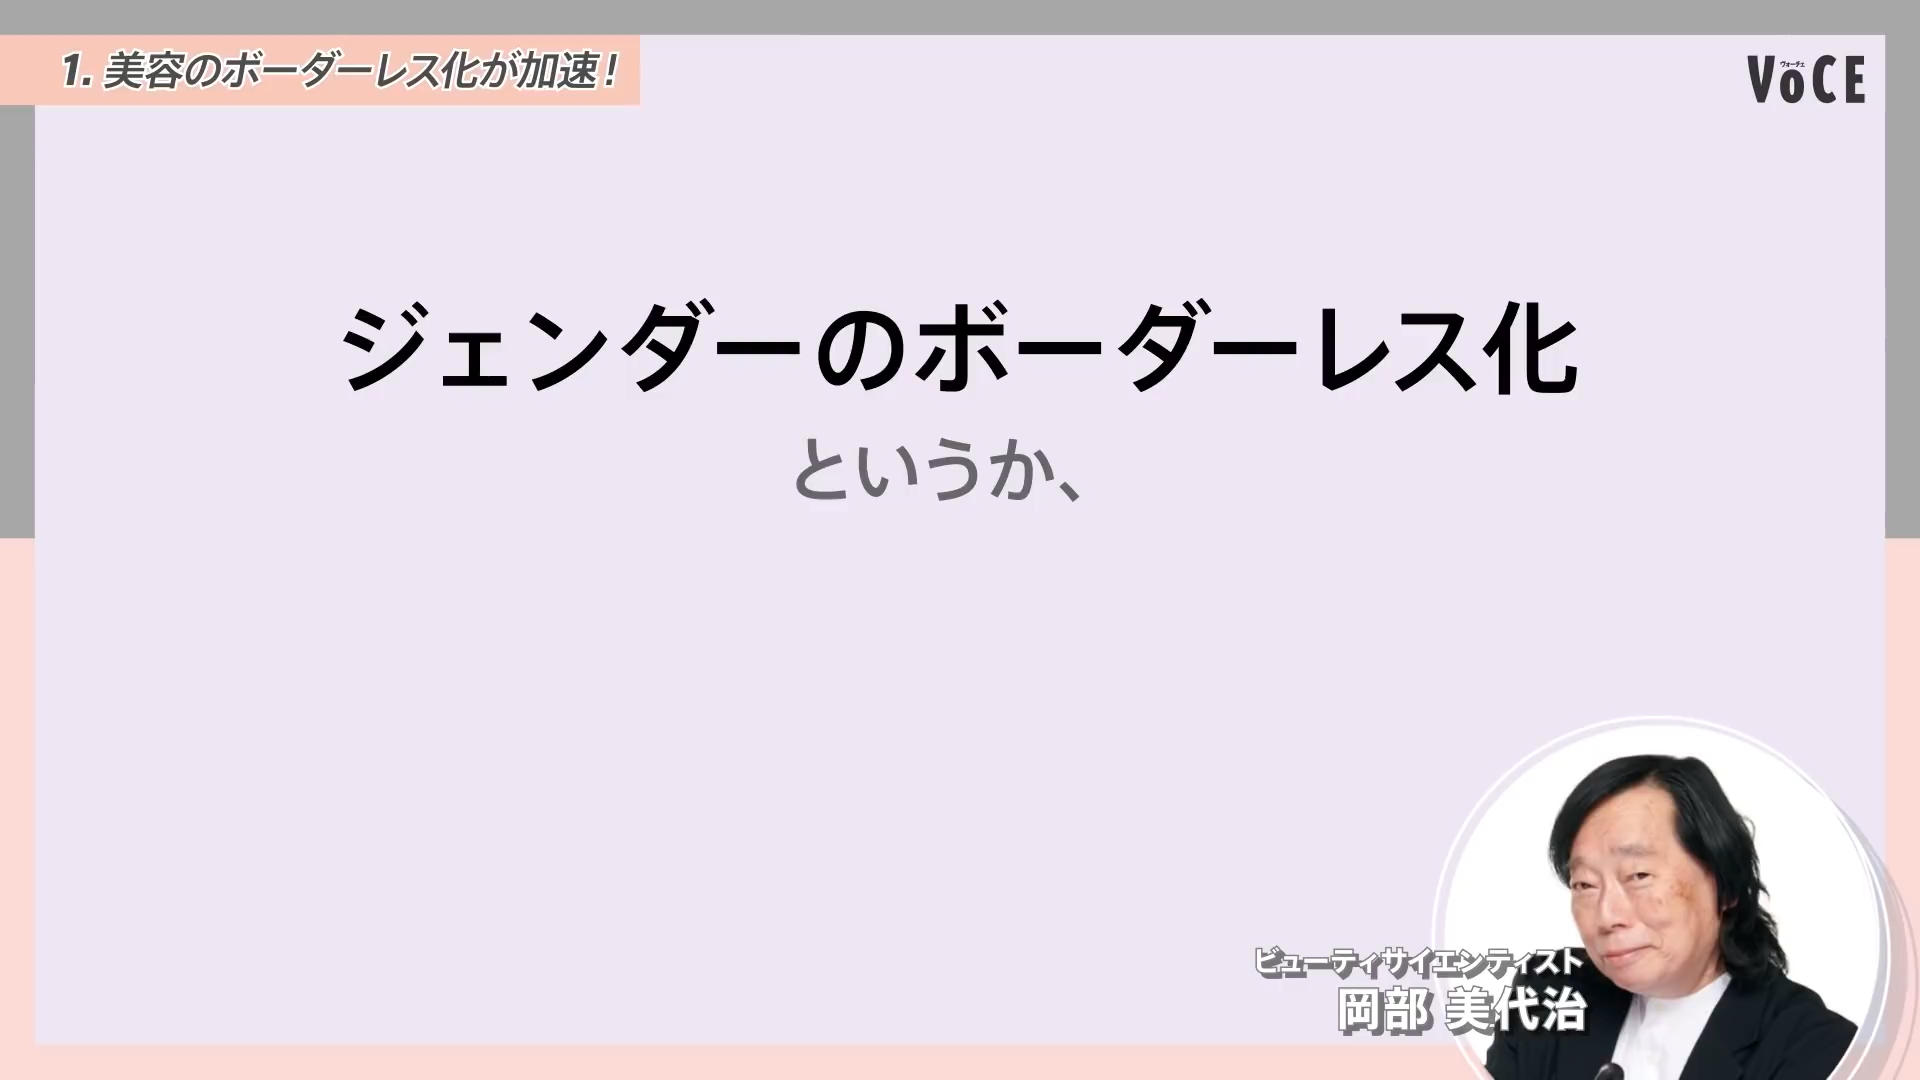 1. 美容のボーダーレス化が加速！
VoCE
ヴォーチェ
ジェンダーのボーダーレス化
というか、
ビューティサイエンティスト
岡部 美代治